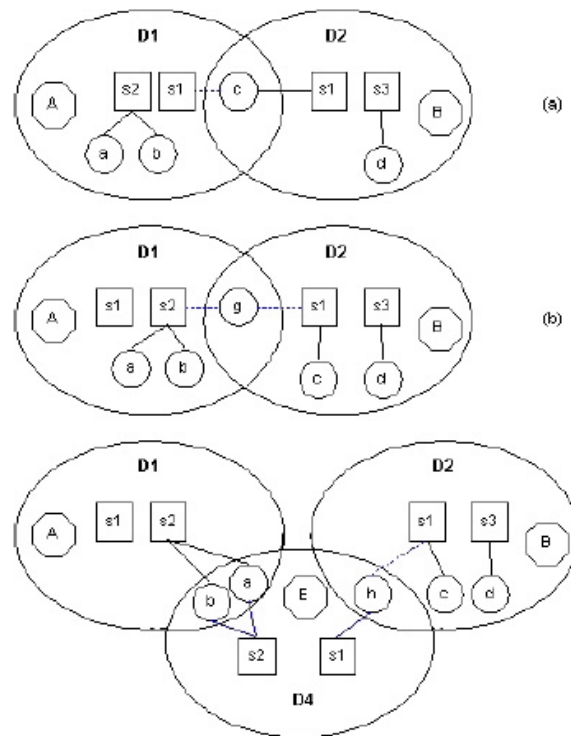 D1 D2
A s2 s1 c s1 s3 B (a)
a b d
D1 D2
A s1 s2 g s1 s3 B (b)
a b c d
D1 D2
A s1 s2 s1 s3 B
b a E h c d
s2 s1
D4